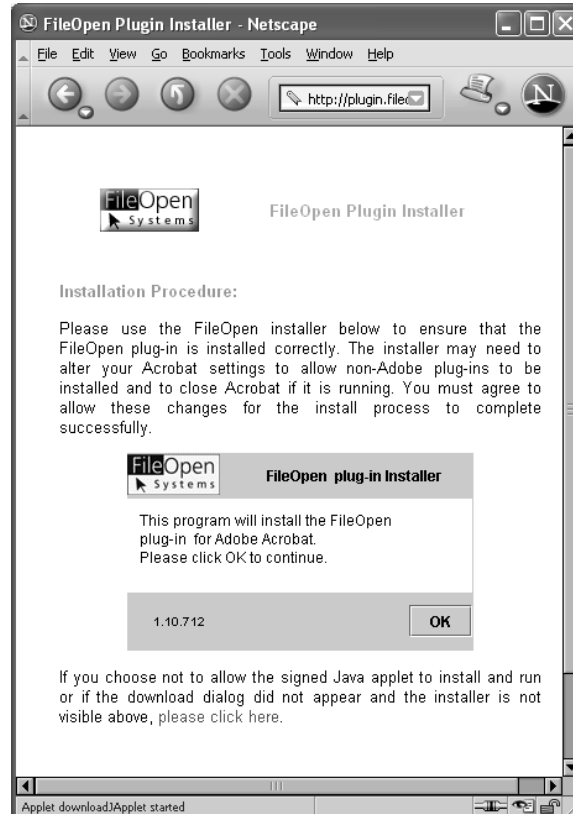 FileOpen Plugin Installer - Netscape
File Edit View Go Bookmarks Tools Window Help
http://plugin.filec
N
FileOpen
Systems
FileOpen Plugin Installer
Installation Procedure:
Please use the FileOpen installer below to ensure that the
FileOpen plug-in is installed correctly. The installer may need to
alter your Acrobat settings to allow non-Adobe plug-ins to be
installed and to close Acrobat if it is running. You must agree to
allow these changes for the install process to complete
successfully.
FileOpen
Systems
FileOpen plug-in Installer
This program will install the FileOpen
plug-in for Adobe Acrobat.
Please click OK to continue.
1.10.712
OK
If you choose not to allow the signed Java applet to install and run
or if the download dialog did not appear and the installer is not
visible above, please click here.
Applet downloadJApplet started